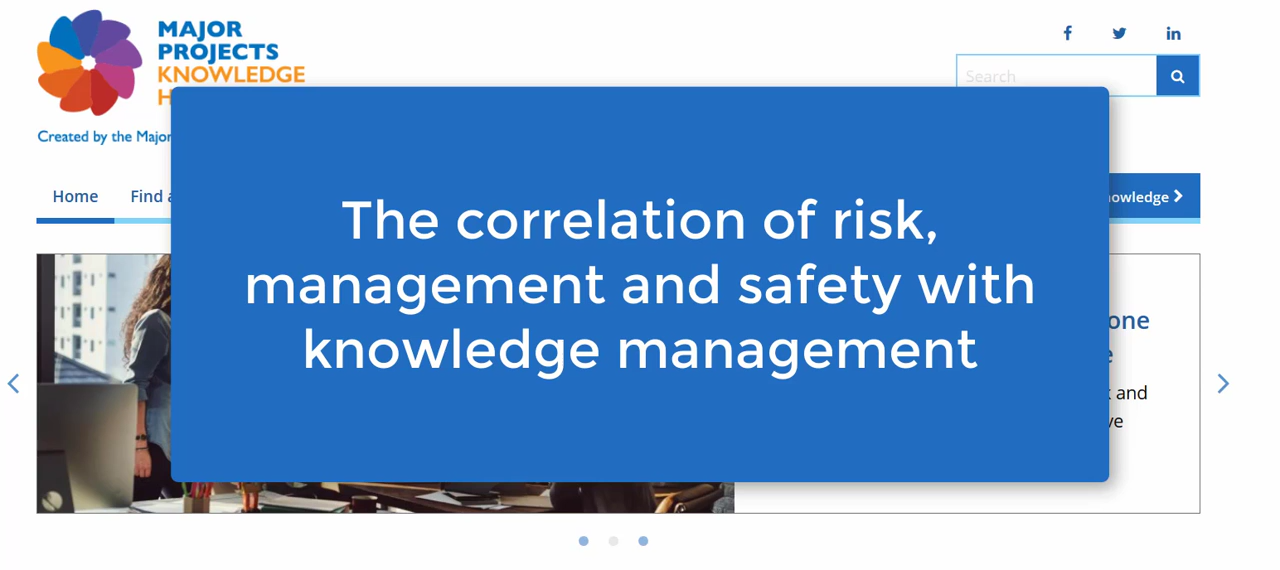 MAJOR
PROJECTS
KNOWLEDGE
H
Created by the Major
Search
Home
Find a
nowledge
The correlation of risk,
management and safety with
knowledge management
one
e
k and
ve